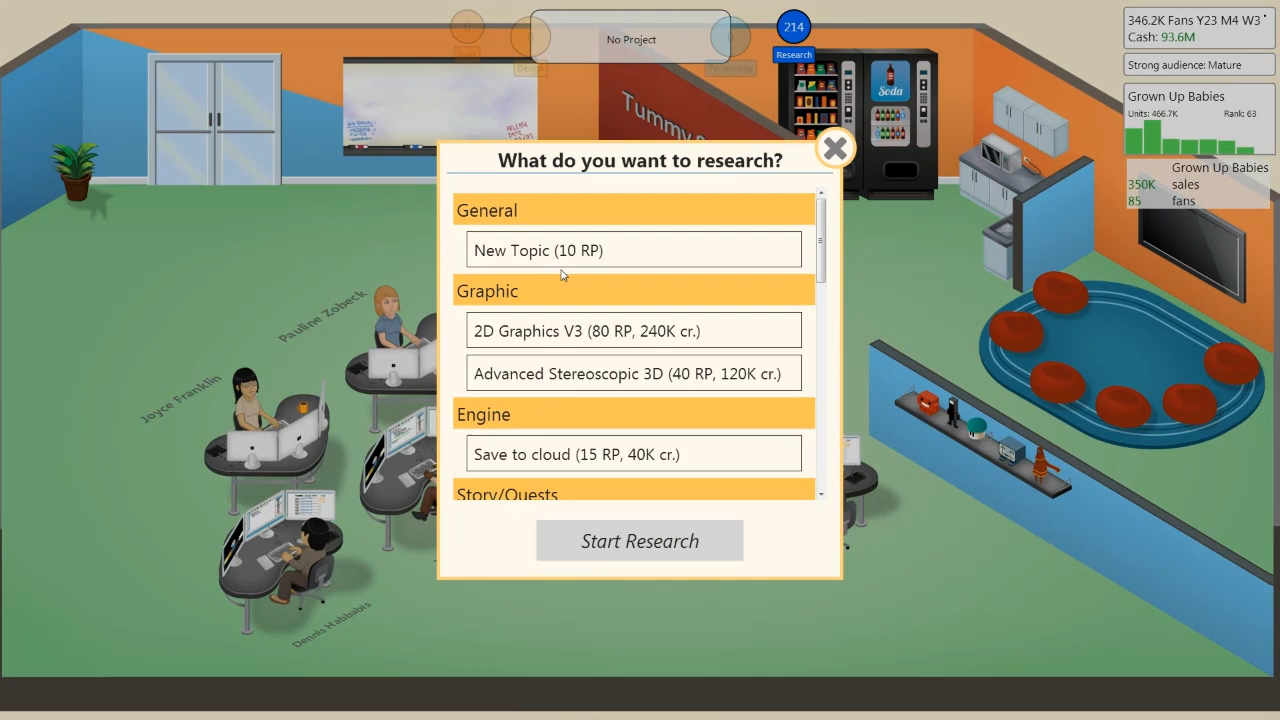 No Project
214
Research
346.2K Fans Y23 M4 W3
Cash: 93.6M
Strong audience: Mature
Grown Up Babies
Units: 466.7K
Rank: 63
Grown Up Babies
350K sales
85 fans
Soda
Tummy
RELEASE
Pauline Zobeck
Joyce Franklin
Dennis Habbabis
What do you want to research?
General
New Topic (10 RP)
Graphic
2D Graphics V3 (80 RP, 240K cr.)
Advanced Stereoscopic 3D (40 RP, 120K cr.)
Engine
Save to cloud (15 RP, 40K cr.)
Story/Quests
Start Research